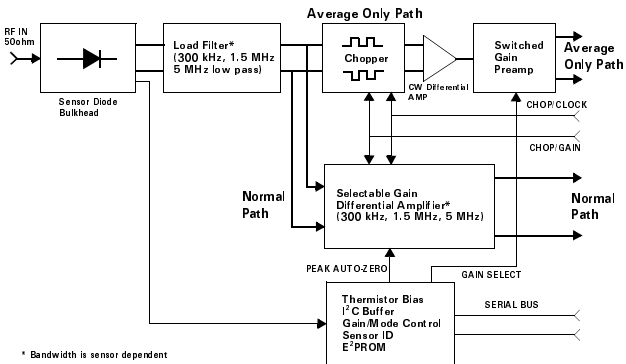 Average Only Path
RF IN
50ohm
Load Filter*
(300 kHz, 1.5 MHz
5 MHz low pass)
Chopper
Switched
Gain
Preamp
Average
Only Path
CW Differential
AMP
Sensor Diode
Bulkhead
CHOP/CLOCK
CHOP/GAIN
Normal
Path
Selectable Gain
Differential Amplifier*
(300 kHz, 1.5 MHz, 5 MHz)
Normal
Path
PEAK AUTO-ZERO
GAIN SELECT
Thermistor Bias
I²C Buffer
Gain/Mode Control
Sensor ID
E²PROM
SERIAL BUS
* Bandwidth is sensor dependent